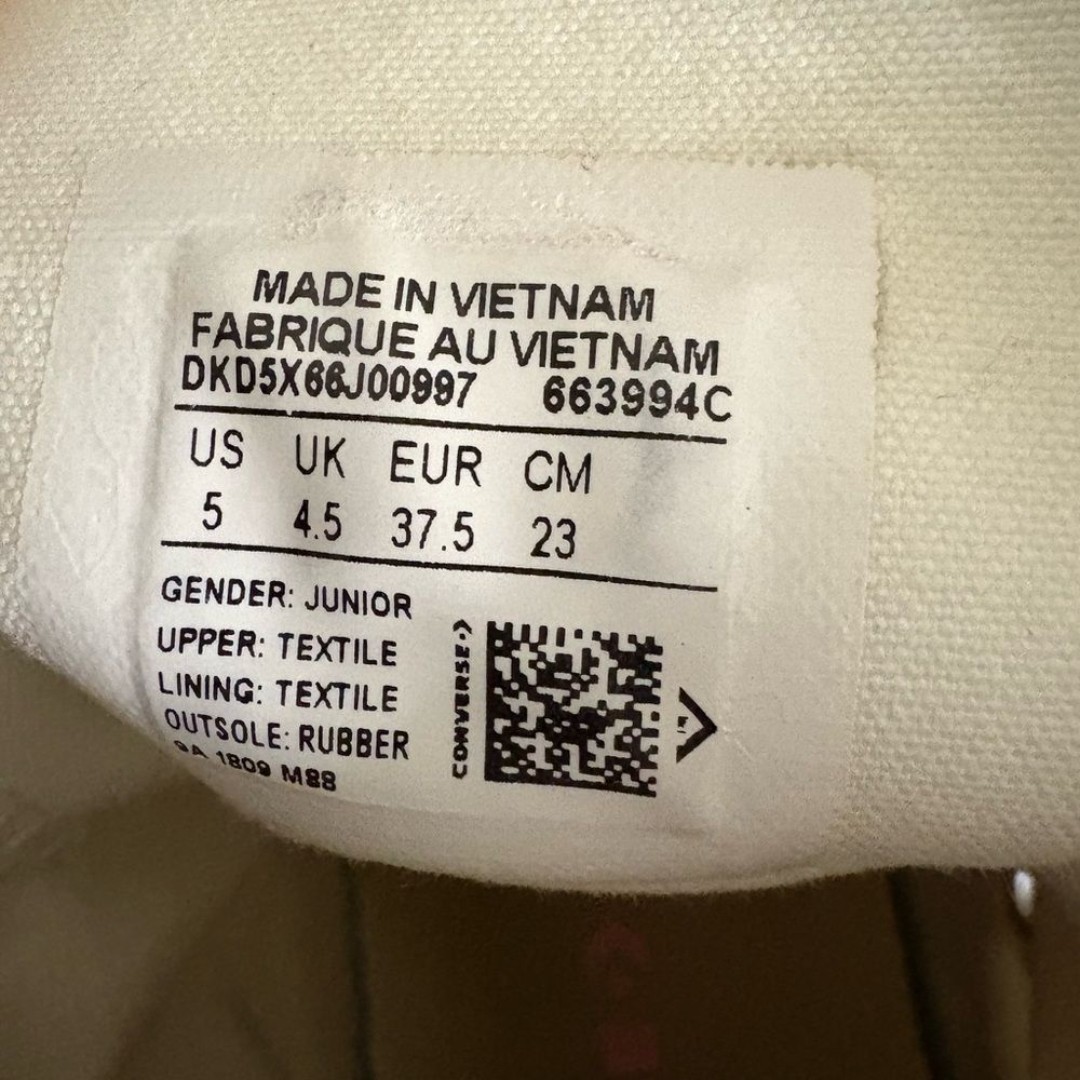 MADE IN VIETNAM
FABRIQUE AU VIETNAM
DKD5X66J00997 663994C
US UK EUR CM
5 4.5 37.5 23
GENDER: JUNIOR
UPPER: TEXTILE
LINING: TEXTILE
OUTSOLE: RUBBER
9A 1809 M88
CONVERSE